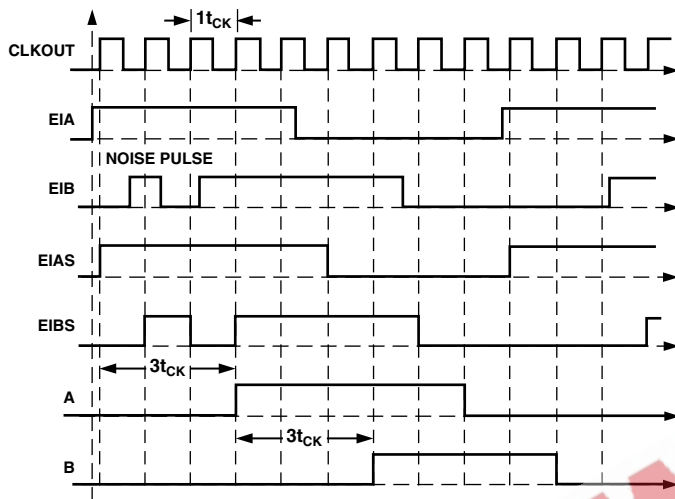 1tCK
CLKOUT
EIA
NOISE PULSE
EIB
EIAS
EIBS
3tCK
A
3tCK
B